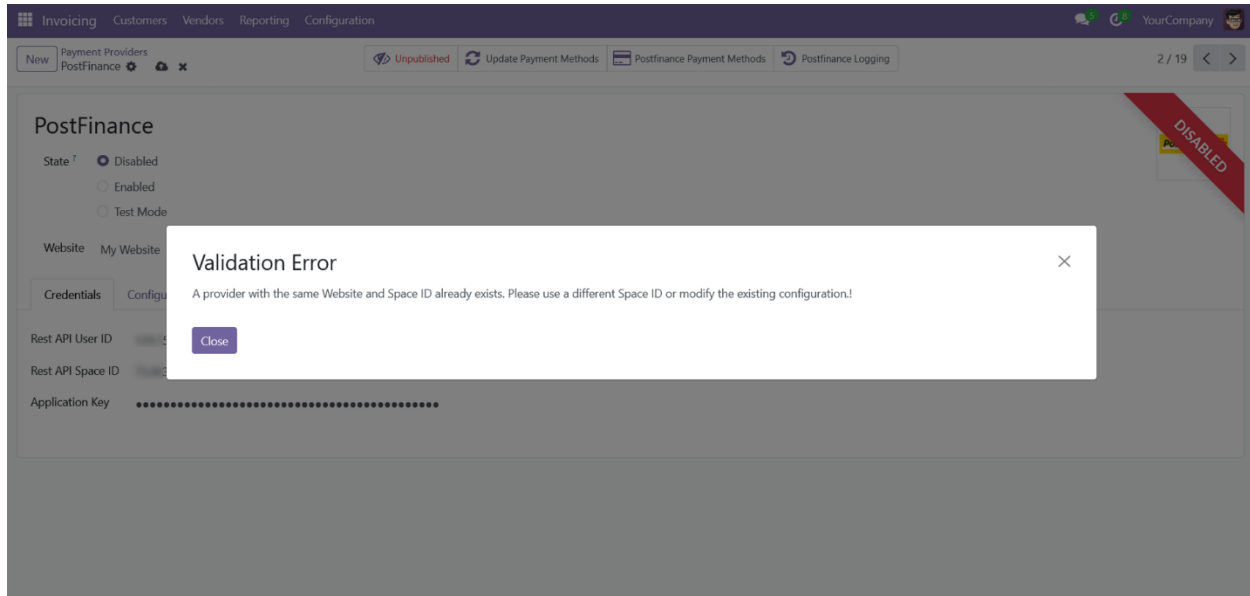 Invoicing Customers Vendors Reporting Configuration 5 8 YourCompany
New Payment Providers Unpublished Update Payment Methods Postfinance Payment Methods Postfinance Logging 2 / 19
PostFinance
PostFinance
DISABLED
State ? Disabled
Enabled
Test Mode
Website My Website
Validation Error
A provider with the same Website and Space ID already exists. Please use a different Space ID or modify the existing configuration.!
Credentials
Close
Rest API User ID
Rest API Space ID
Application Key